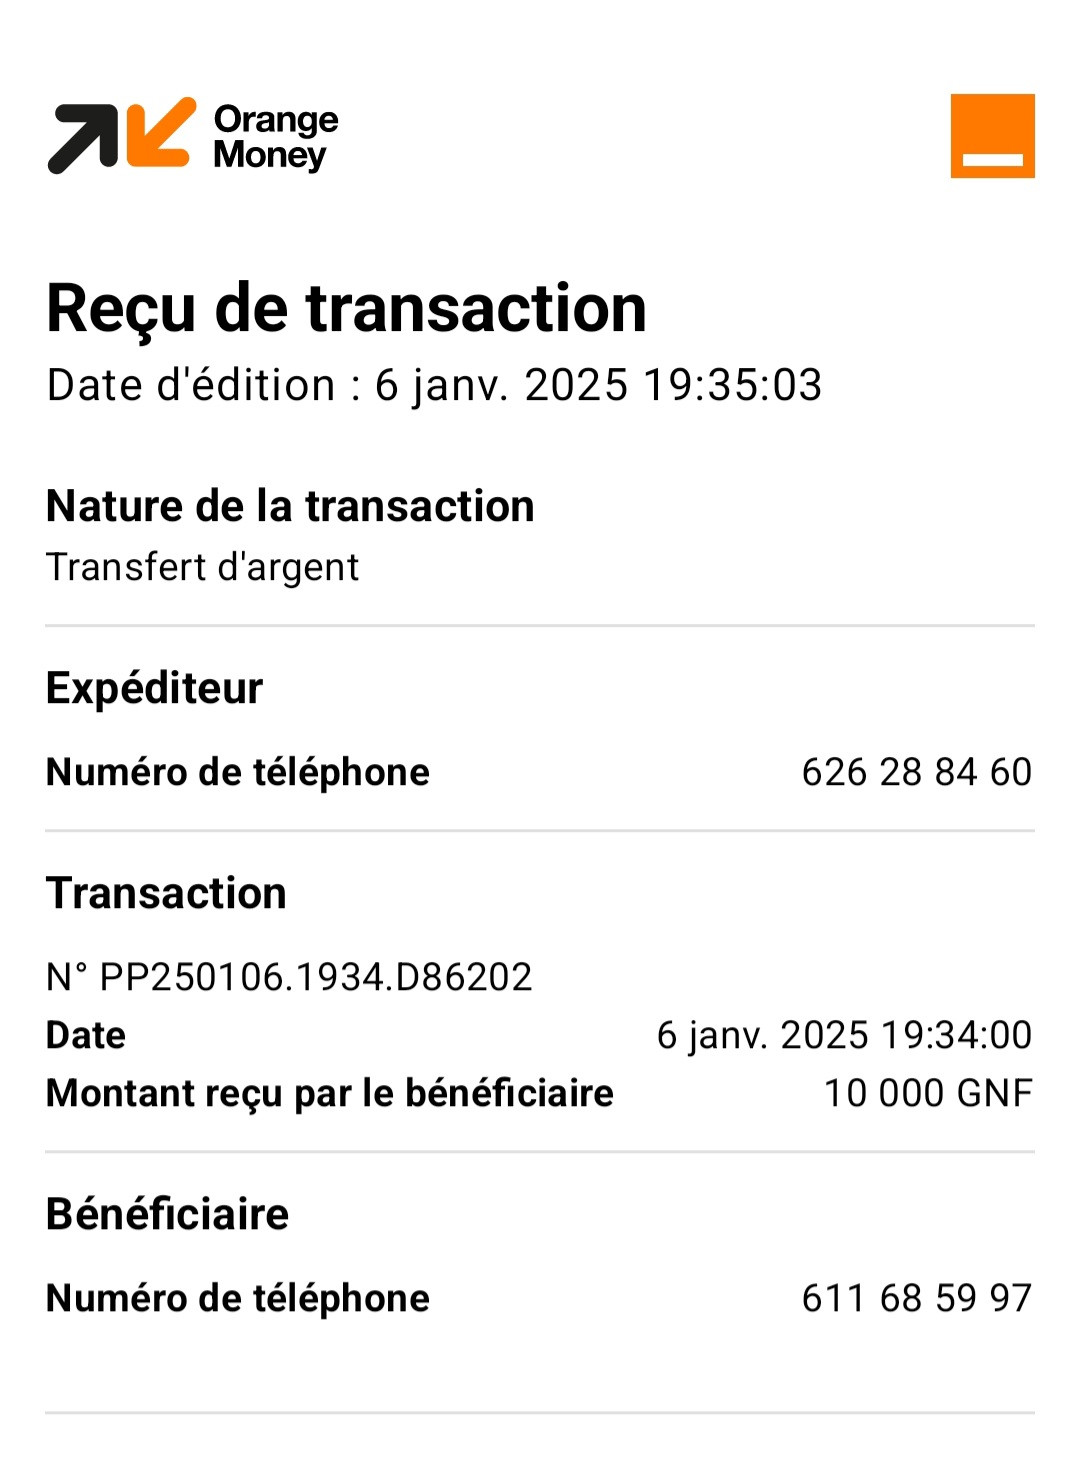 Orange
Money
Reçu de transaction
Date d'édition : 6 janv. 2025 19:35:03
Nature de la transaction
Transfert d'argent
Expéditeur
Numéro de téléphone 626 28 84 60
Transaction
N° PP250106.1934.D86202
Date 6 janv. 2025 19:34:00
Montant reçu par le bénéficiaire 10 000 GNF
Bénéficiaire
Numéro de téléphone 611 68 59 97